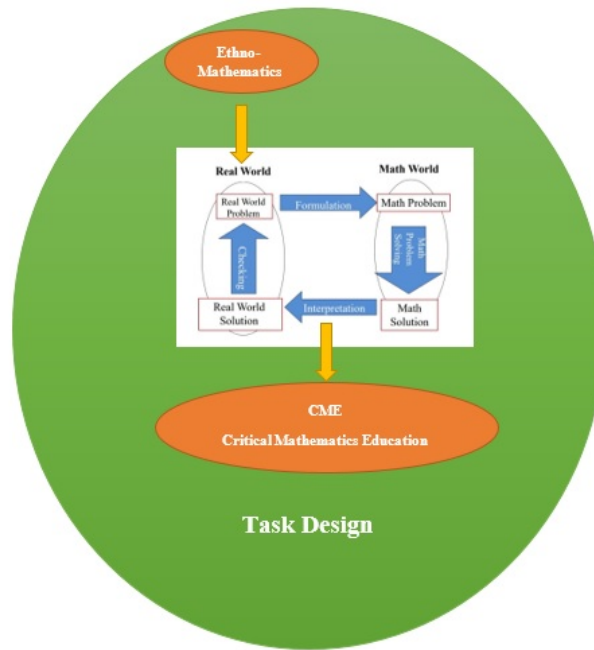 Ethno-
Mathematics
Real World
Math World
Real World
Problem
Formulation
Math Problem
Checking
Math
Problem
Solving
Real World
Solution
Interpretation
Math
Solution
CME
Critical Mathematics Education
Task Design